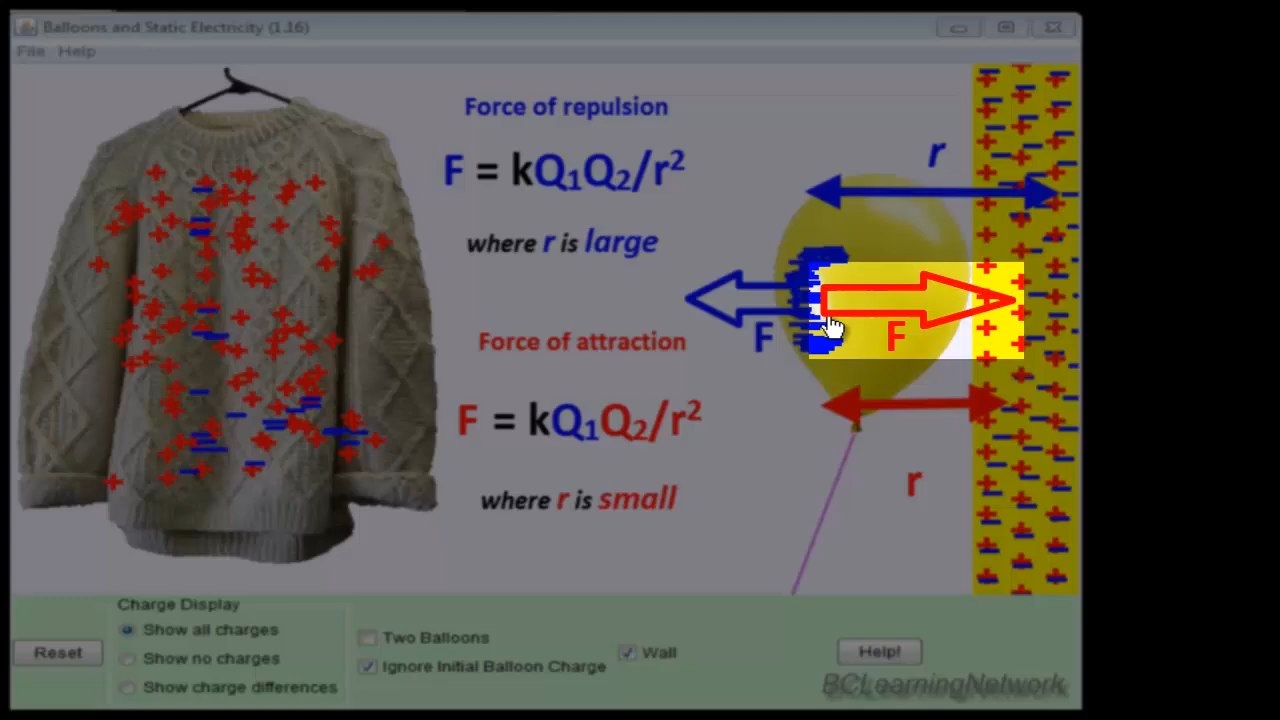 Balloons and Static Electricity (1.16)
File Help
Force of repulsion
F = kQ₁Q₂/r²
where r is large
r
F
F
Force of attraction
F = kQ₁Q₂/r²
where r is small
r
Charge Display
Show all charges
Show no charges
Show charge differences
Reset
Two Balloons
Ignore Initial Balloon Charge
Wall
Help!
BCLearningNetwork